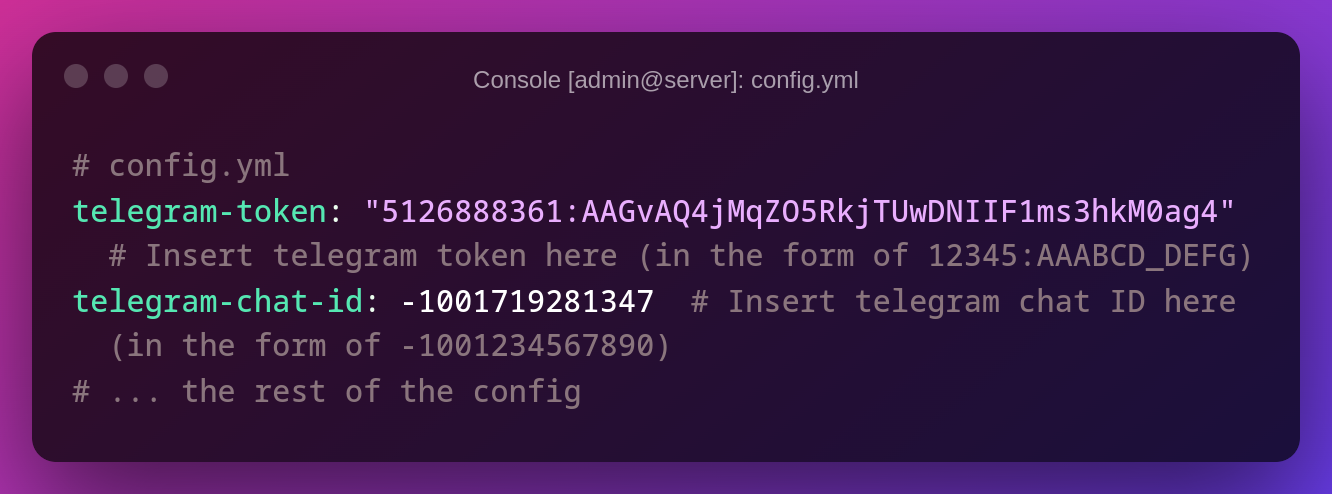 Console [admin@server]: config.yml
# config.yml
telegram-token: "5126888361:AAGvAQ4jMqZO5RkjTUwDNIIF1ms3hkM0ag4"
# Insert telegram token here (in the form of 12345:AAABCD_DEFG)
telegram-chat-id: -1001719281347  # Insert telegram chat ID here
(in the form of -1001234567890)
# ... the rest of the config